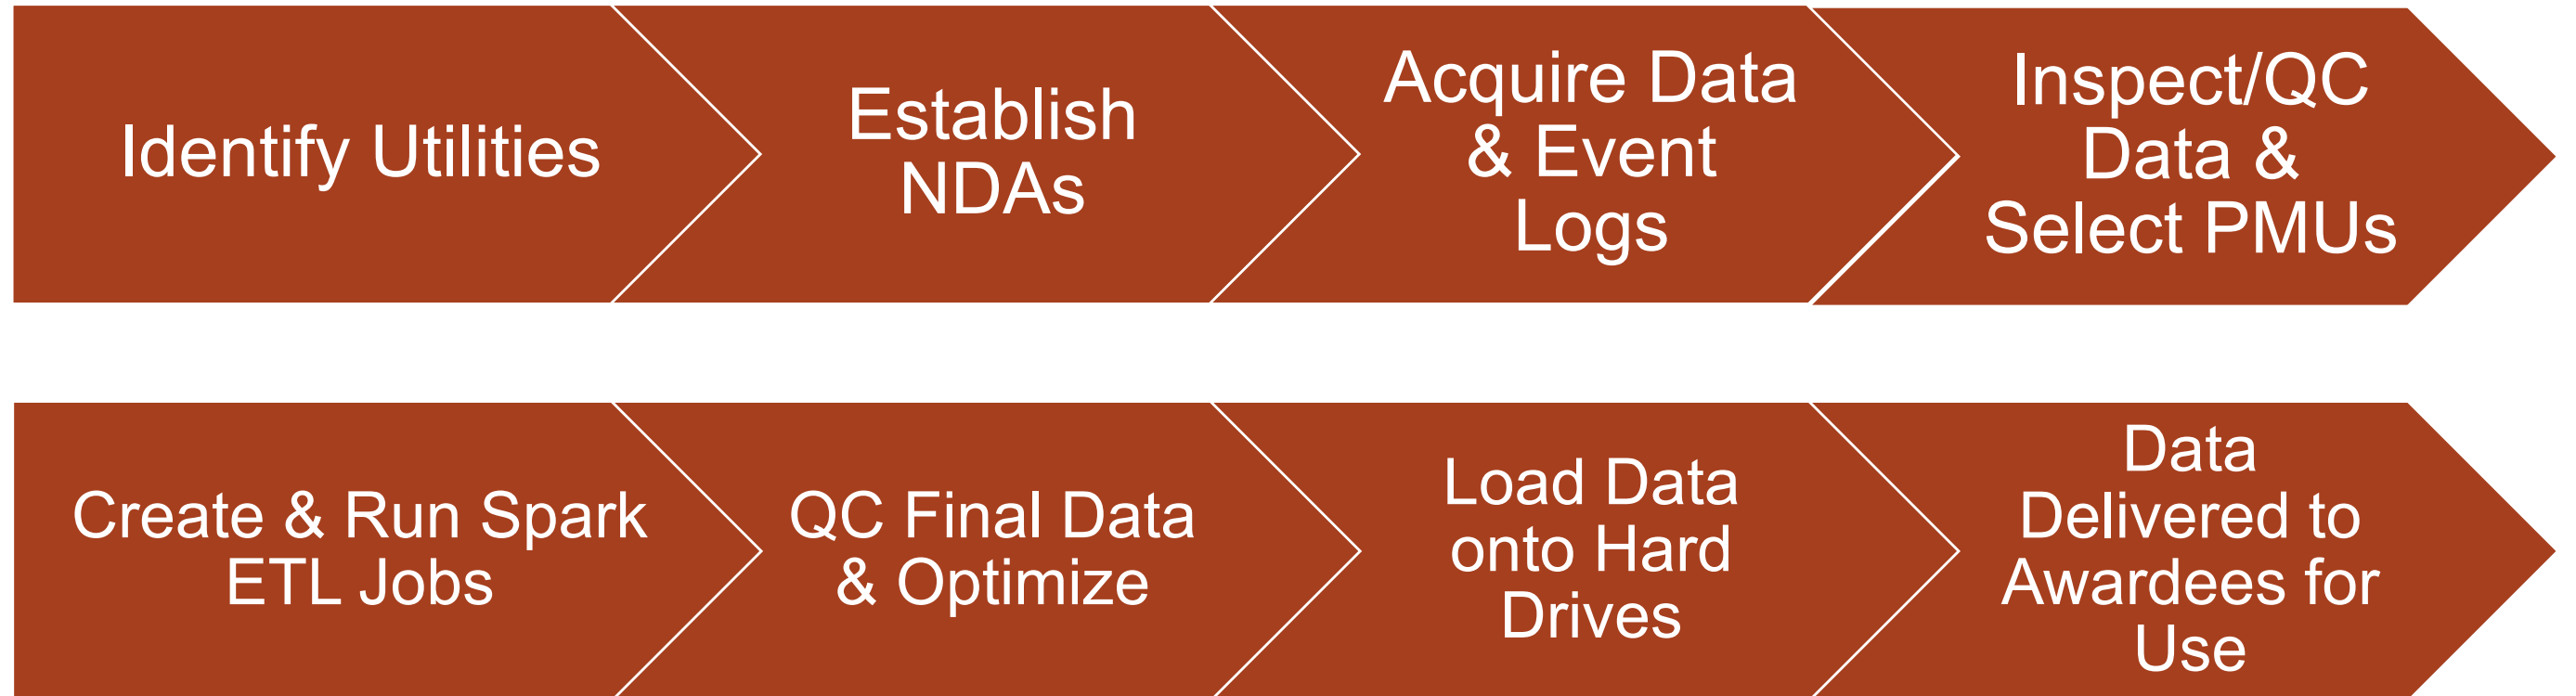 Identify Utilities
Establish
NDAs
Acquire Data
& Event
Logs
Inspect/QC
Data &
Select PMUs
Create & Run Spark
ETL Jobs
QC Final Data
& Optimize
Load Data
onto Hard
Drives
Data
Delivered to
Awardees for
Use